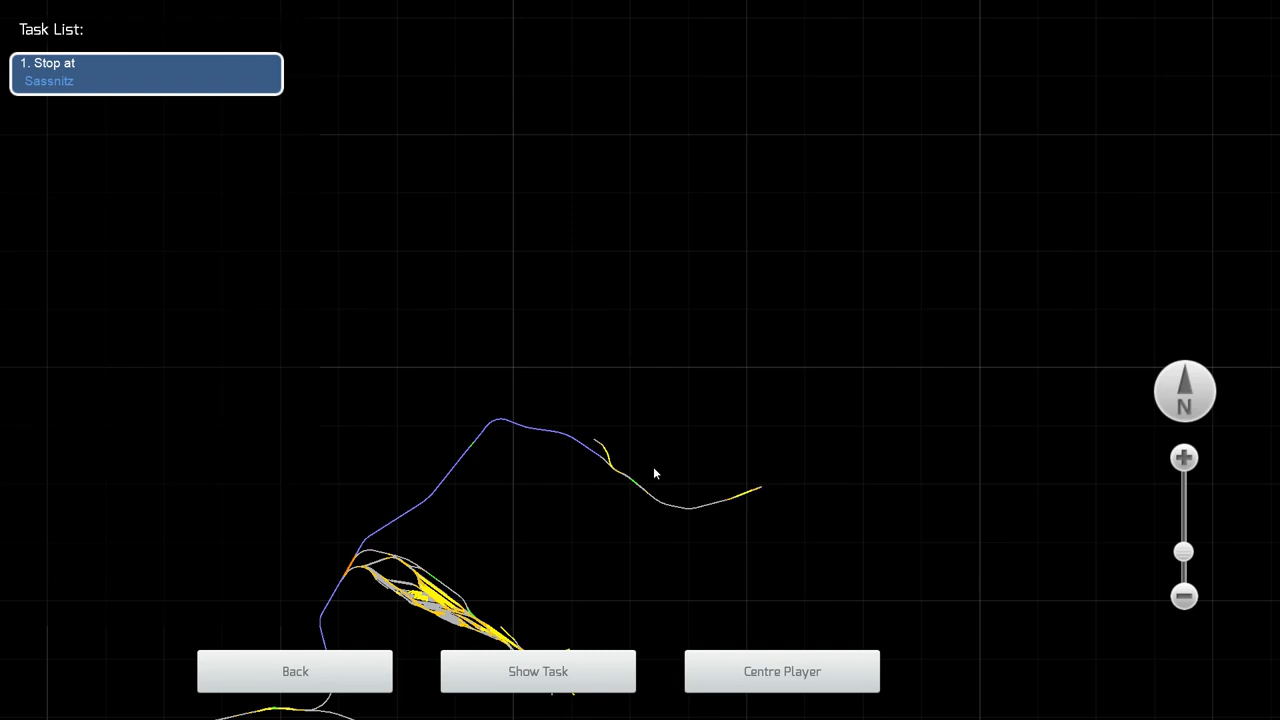 Task List:
1. Stop at
Sassnitz
N
Back
Show Task
Centre Player